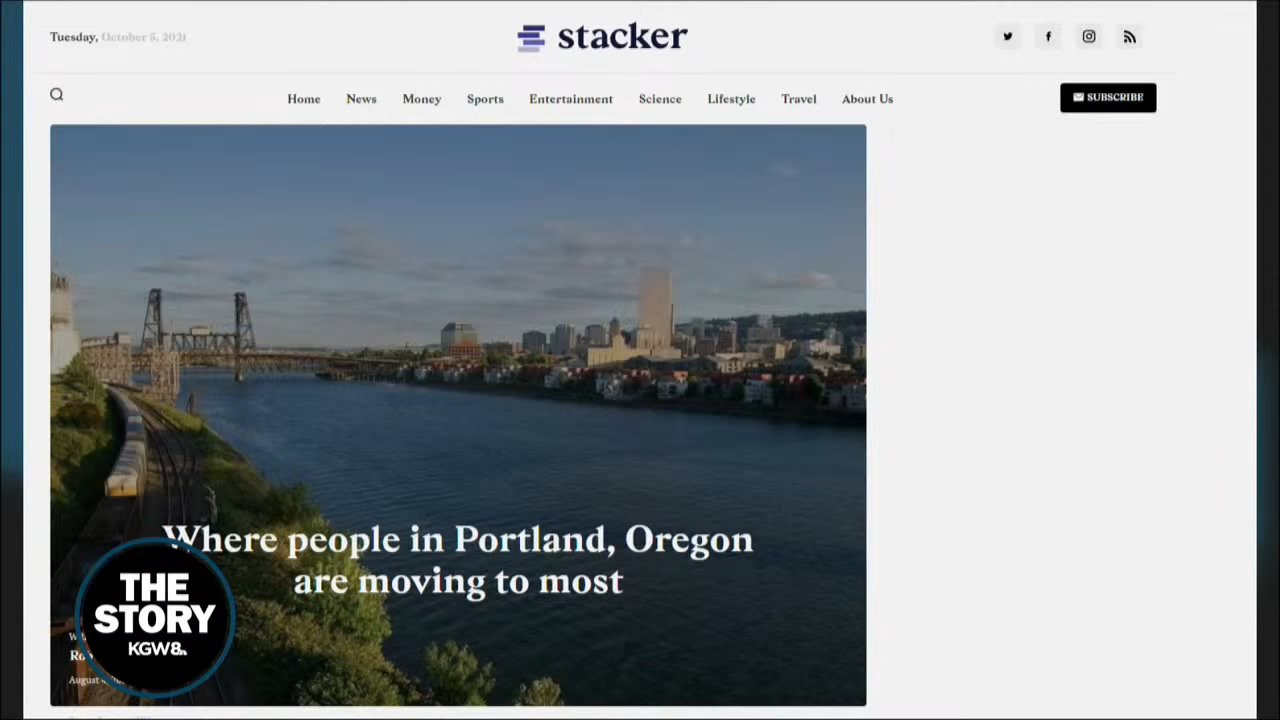 Tuesday, October 5, 2021
stacker
Home News Money Sports Entertainment Science Lifestyle Travel About Us
SUBSCRIBE
Where people in Portland, Oregon
are moving to most
THE
STORY
KGW8
August